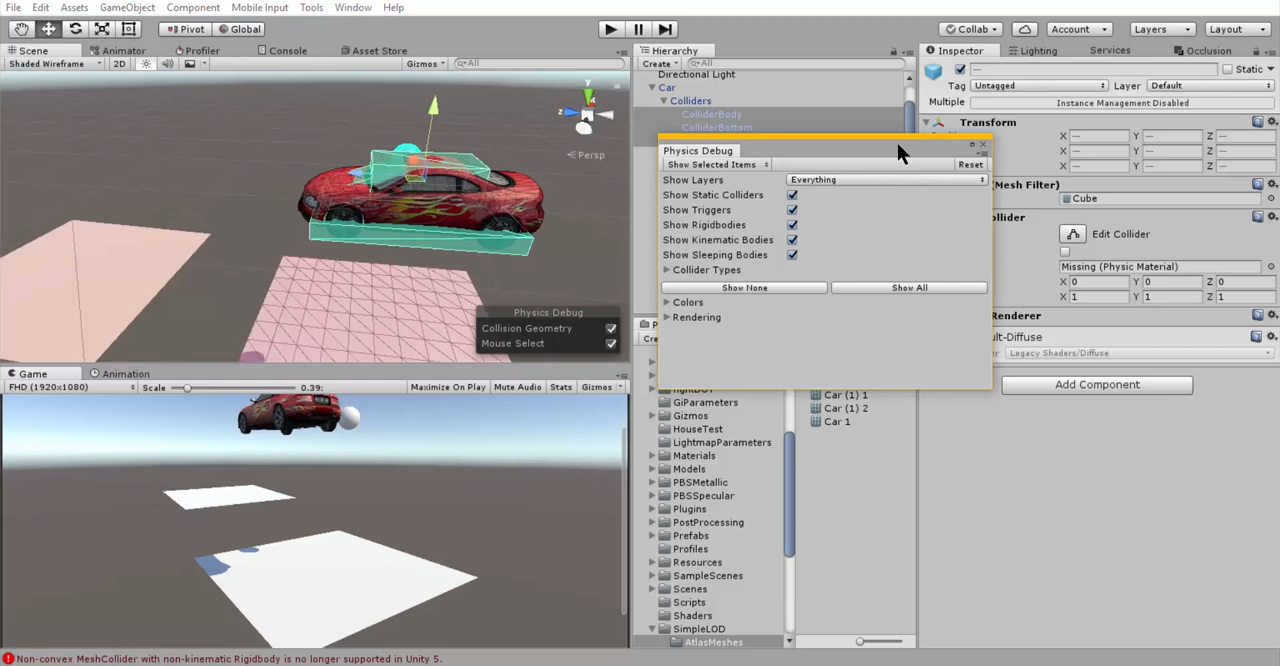 File Edit Assets GameObject Component Mobile Input Tools Window Help
Pivot Global Collab Account Layers Layout
Scene Animator Profiler Console Asset Store
Shaded Wireframe 2D Gizmos All
y
z
Persp
Physics Debug
Collision Geometry
Mouse Select
Game Animation
FHD (1920x1080) Scale 0.39: Maximize On Play Mute Audio Stats Gizmos
Hierarchy
Create All
Directional Light
Car
Colliders
ColliderBody
ColliderBottam
Physics Debug
Show Selected Items Reset
Show Layers Everything
Show Static Colliders
Show Triggers
Show Rigidbodies
Show Kinematic Bodies
Show Sleeping Bodies
Collider Types
Show None Show All
Colors
Rendering
GiParameters
Gizmos
HouseTest
LightmapParameters
Materials
Models
PBSMetallic
PBSSpecular
Plugins
PostProcessing
Prefabs
Profiles
Resources
SampleScenes
Scenes
Scripts
Shaders
SimpleLOD
AtlasMeshes
Car (1) 1
Car (1) 2
Car 1
Inspector Lighting Services Occlusion
— Static
Tag Untagged Layer Default
Multiple Instance Management Disabled
Transform
X — Y — Z —
X — Y — Z —
X — Y — Z —
(Mesh Filter)
Cube
ollider
Edit Collider
Missing (Physic Material)
X 0 Y 0 Z 0
X 1 Y 1 Z 1
Renderer
ult-Diffuse
Legacy Shaders/Diffuse
Add Component
Non-convex MeshCollider with non-kinematic Rigidbody is no longer supported in Unity 5.